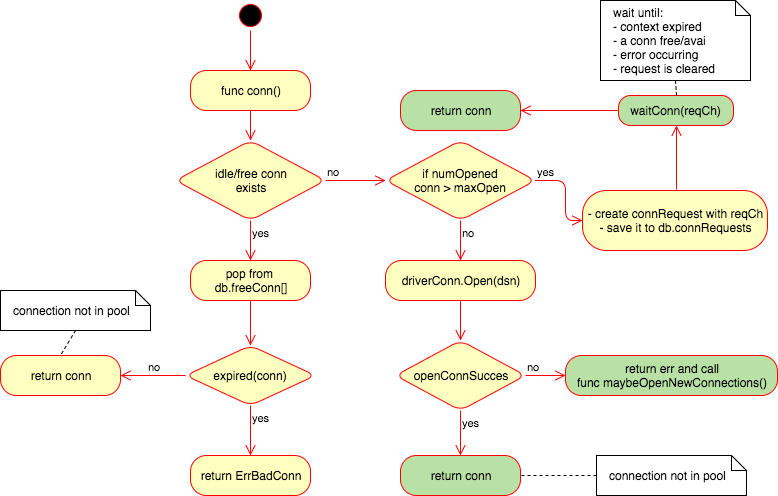 wait until:
- context expired
- a conn free/avai
- error occurring
- request is cleared
func conn()
return conn
waitConn(reqCh)
idle/free conn
exists
no
if numOpened
conn > maxOpen
yes
- create connRequest with reqCh
- save it to db.connRequests
yes
no
pop from
db.freeConn[]
driverConn.Open(dsn)
connection not in pool
return conn
no
expired(conn)
openConnSucces
no
return err and call
func maybeOpenNewConnections()
yes
yes
return ErrBadConn
return conn
connection not in pool